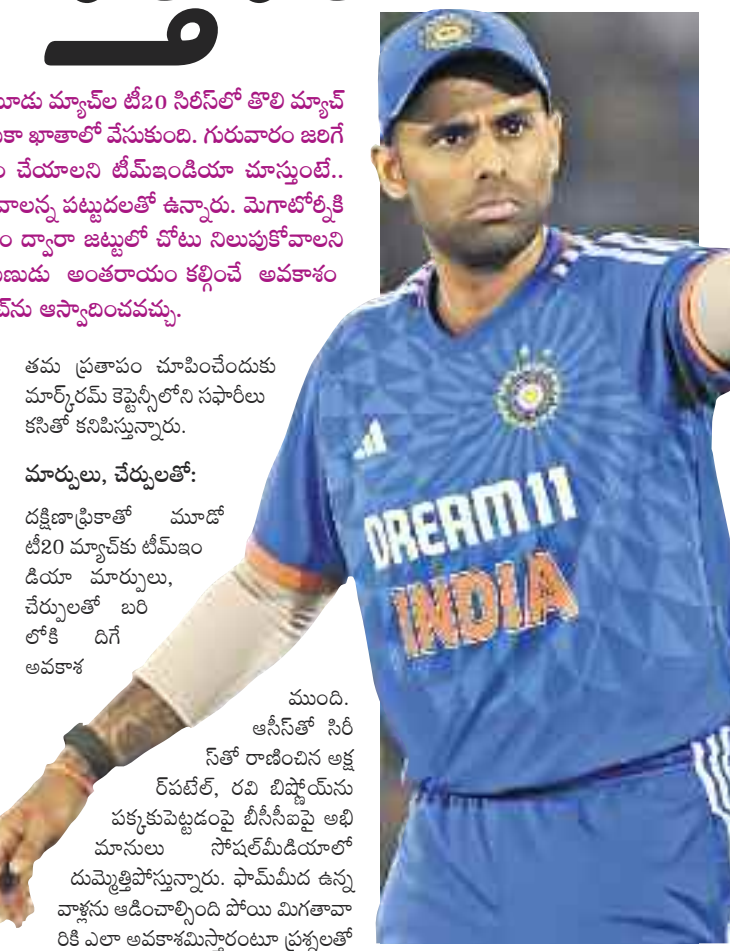 మ్యాచ్‌ల టీ20 సిరీస్‌లో తొలి మ్యాచ్
ఖాతాలో వేసుకుంది. గురువారం జరిగే
చేయాలని టీమ్ఇండియా చూస్తుంటే..
పట్టుదలతో ఉన్నారు. మెగాటోర్నీకి
ద్వారా జట్టులో చోటు నిలుపుకోవాలని
అంతరాయం కల్గించే అవకాశం
ఆస్వాదించవచ్చు.
తమ ప్రతాపం చూపించేందుకు
మార్క్‌రమ్ కెప్టెన్సీలోని సఫారీలు
కసితో కనిపిస్తున్నారు.
మార్పులు, చేర్పులతో:
దక్షిణాఫ్రికాతో మూడో
టీ20 మ్యాచ్‌కు టీమ్ఇం
డియా మార్పులు,
చేర్పులతో బరి
లోకి దిగే
అవకాశ
ముంది.
ఆసీస్‌తో సిరీ
స్‌తో రాణించిన అక్ష
ర్‌పటేల్, రవి బిష్ణోయ్‌ను
పక్కకుపెట్టడంపై బీసీసీఐపై అభి
మానులు సోషల్‌మీడియాలో
దుమ్మెత్తిపోస్తున్నారు. ఫామ్‌మీద ఉన్న
వాళ్లను ఆడించాల్సింది పోయి మిగతావా
రికి ఎలా అవకాశమిస్తారంటూ ప్రశ్నలతో
DREAM11
INDIA